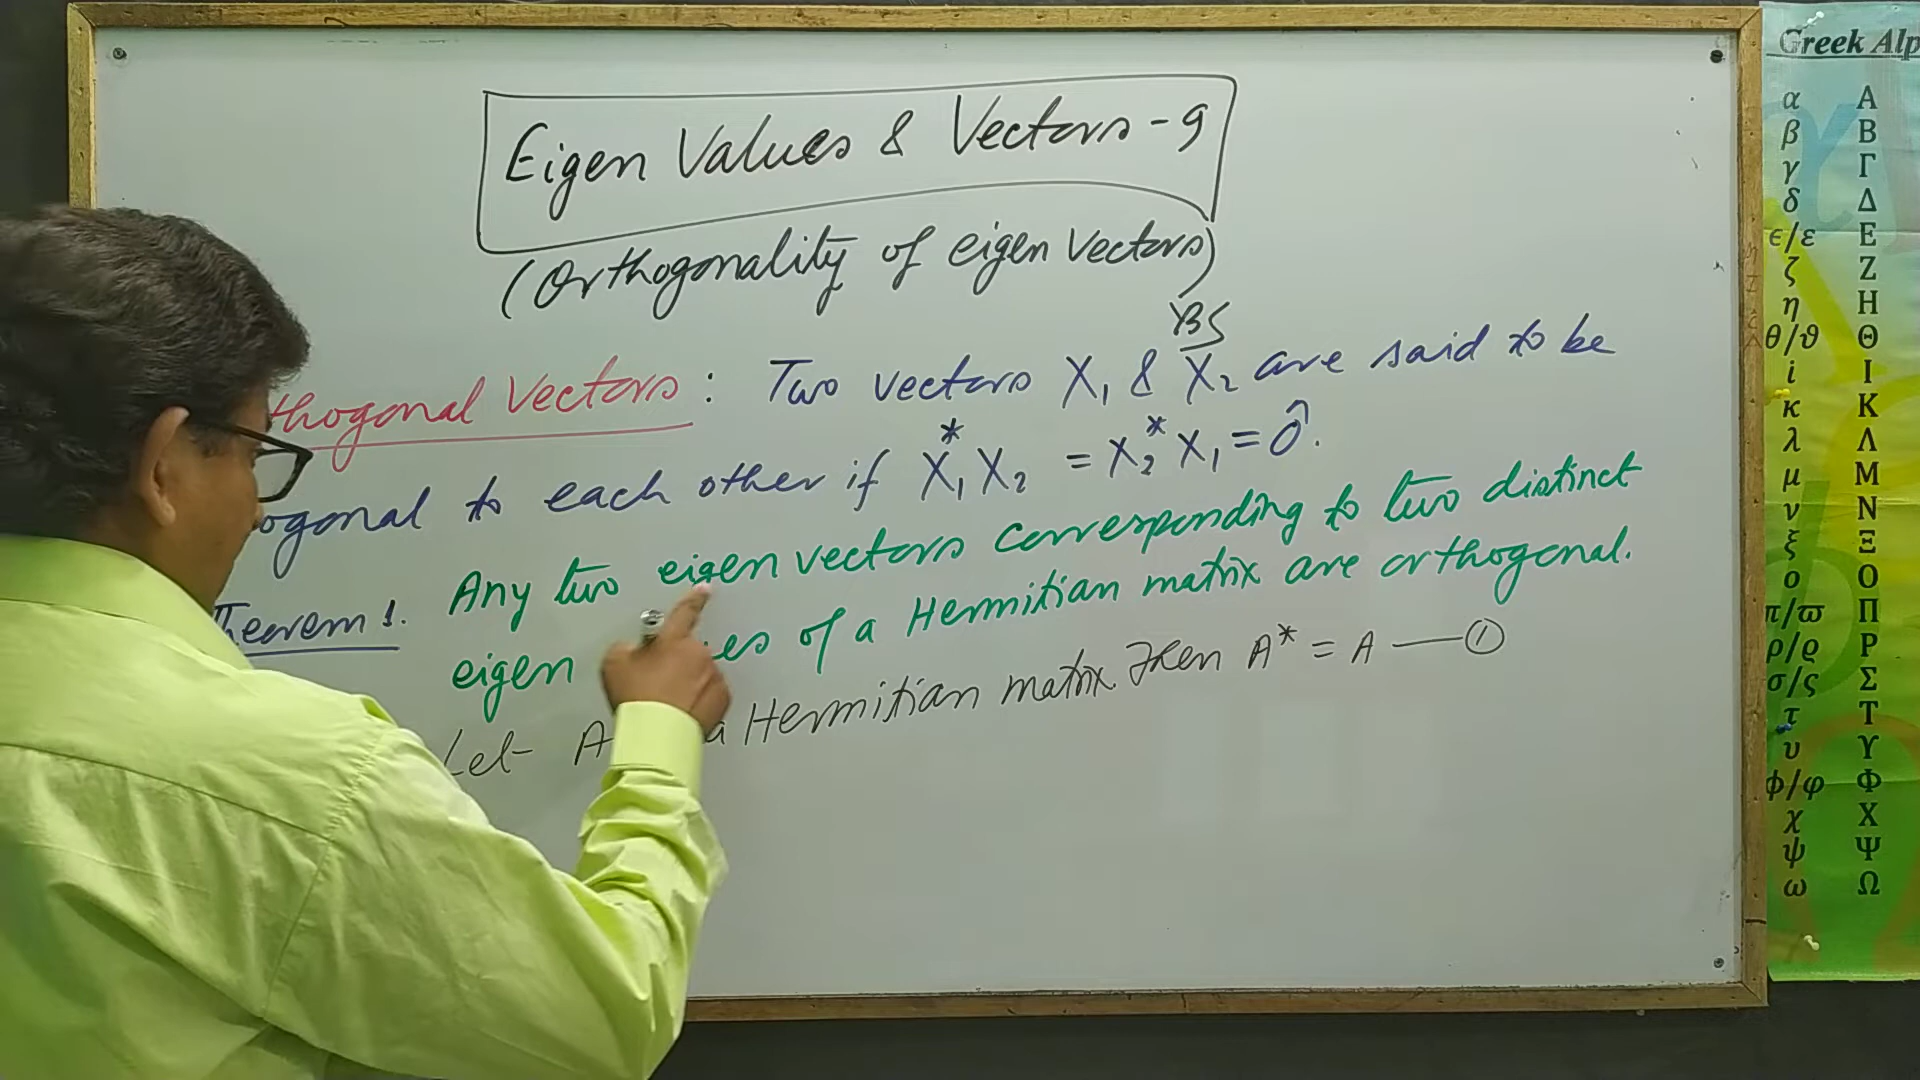 Eigen Values & Vectors - 9
(Orthogonality of eigen Vectors)
YBS
thogonal Vectors : Two vectors X₁ & X₂ are said to be
ogonal to each other if X₁* X₂ = X₂* X₁ = Ô.
Theorem 1. Any two eigen vectors corresponding to two distinct
eigen of a Hermitian matrix are orthogonal.
Let A a Hermitian matrix. Then A* = A — ①
Greek Alp
α Α
β Β
γ Γ
δ Δ
ϵ/ε Ε
ζ Ζ
η Η
θ/ϑ Θ
i Ι
κ Κ
λ Λ
μ Μ
ν Ν
ξ Ξ
ο Ο
π/ϖ Π
ρ/ϱ Ρ
σ/ς Σ
τ Τ
υ Υ
ϕ/φ Φ
χ Χ
ψ Ψ
ω Ω